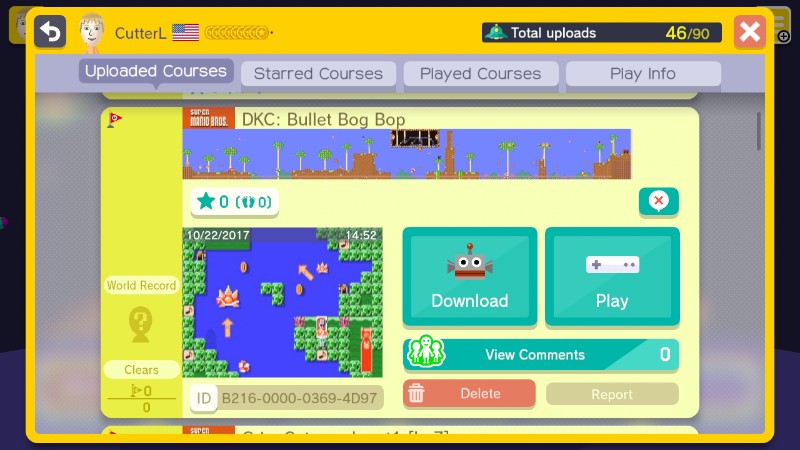 CutterL
Total uploads 46/90
Uploaded Courses
Starred Courses
Played Courses
Play Info
SUPER
MARIO BROS.
DKC: Bullet Bog Bop
0 (0)
10/22/2017 14:52
World Record
?
Clears
0
0
Download
Play
View Comments 0
ID B216-0000-0369-4D97
Delete
Report
SUPER